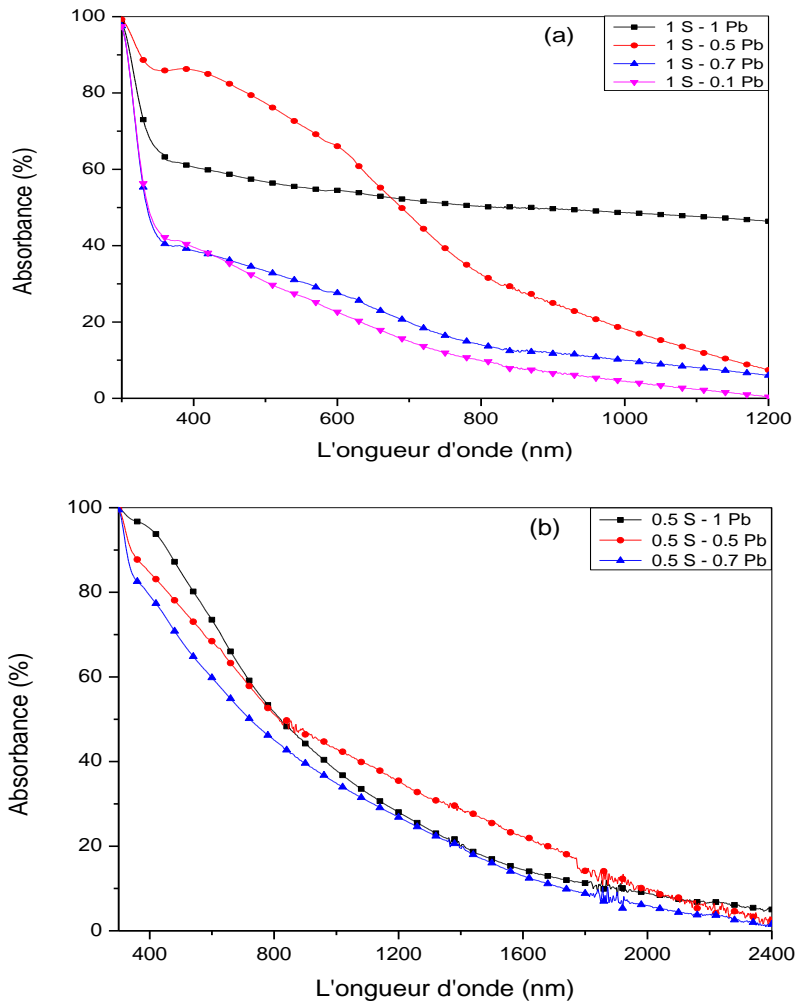 (a)
1 S - 1 Pb
1 S - 0.5 Pb
1 S - 0.7 Pb
1 S - 0.1 Pb
Absorbance (%)
100
80
60
40
20
0
400
600
800
1000
1200
L'ongueur d'onde (nm)
(b)
0.5 S - 1 Pb
0.5 S - 0.5 Pb
0.5 S - 0.7 Pb
Absorbance (%)
100
80
60
40
20
0
400
800
1200
1600
2000
2400
L'ongueur d'onde (nm)